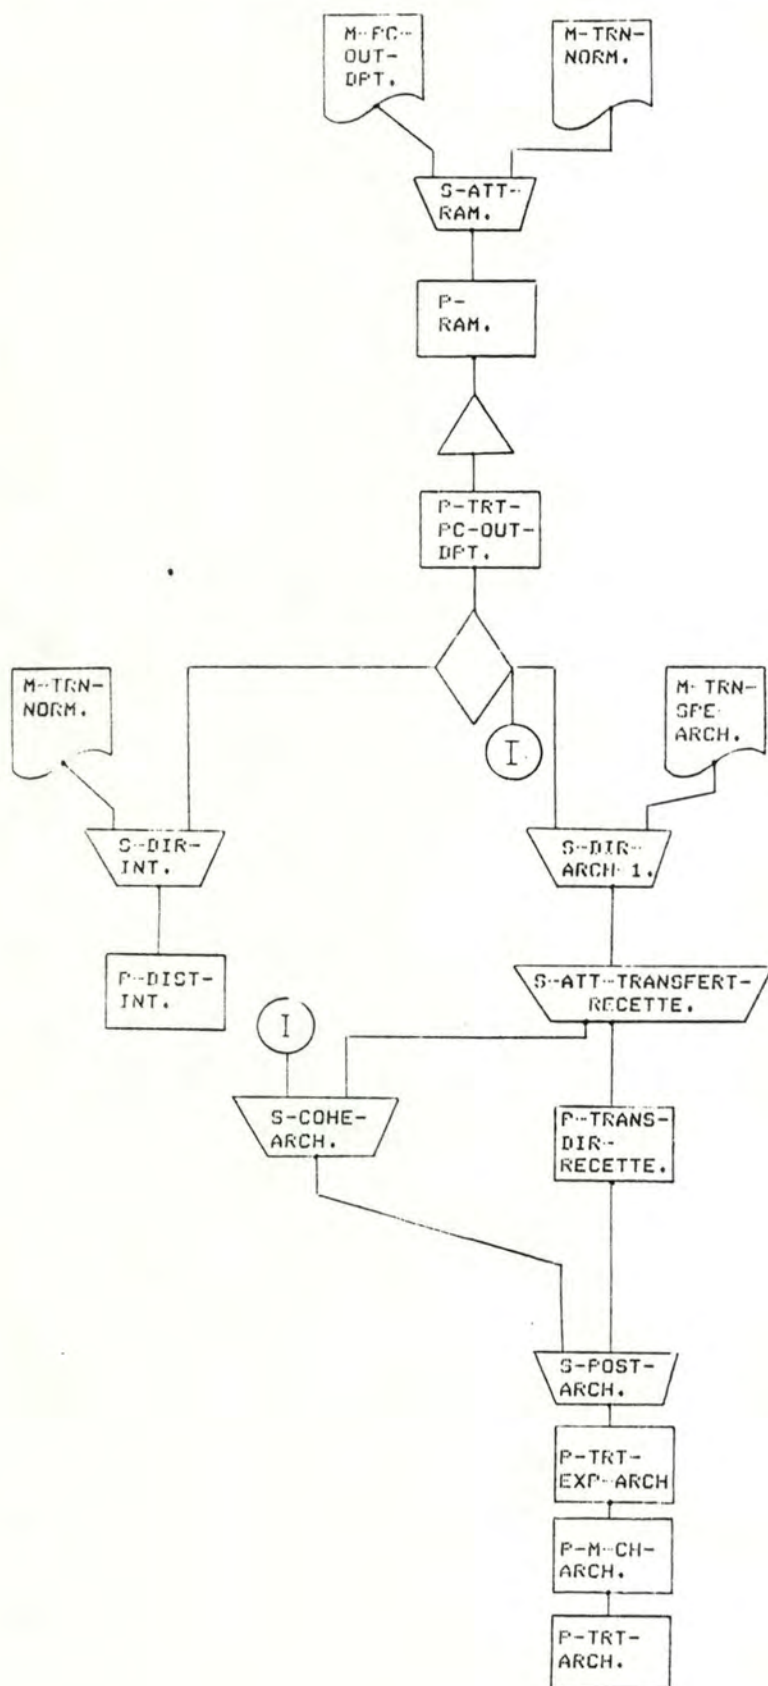 M-PC-
OUT-
DPT.
M-TRN-
NORM.
S-ATT-
RAM.
P-
RAM.
P-TRT-
PC-OUT-
DPT.
M-TRN-
NORM.
M-TRN-
SPE-
ARCH.
I
S-DIR-
INT.
S-DIR-
ARCH-1.
P-DIST-
INT.
S-ATT-TRANSFERT-
RECETTE.
I
S-COHE-
ARCH.
P-TRANS-
DIR-
RECETTE.
S-POST-
ARCH.
P-TRT-
EXP-ARCH
P-M-CH-
ARCH.
P-TRT-
ARCH.